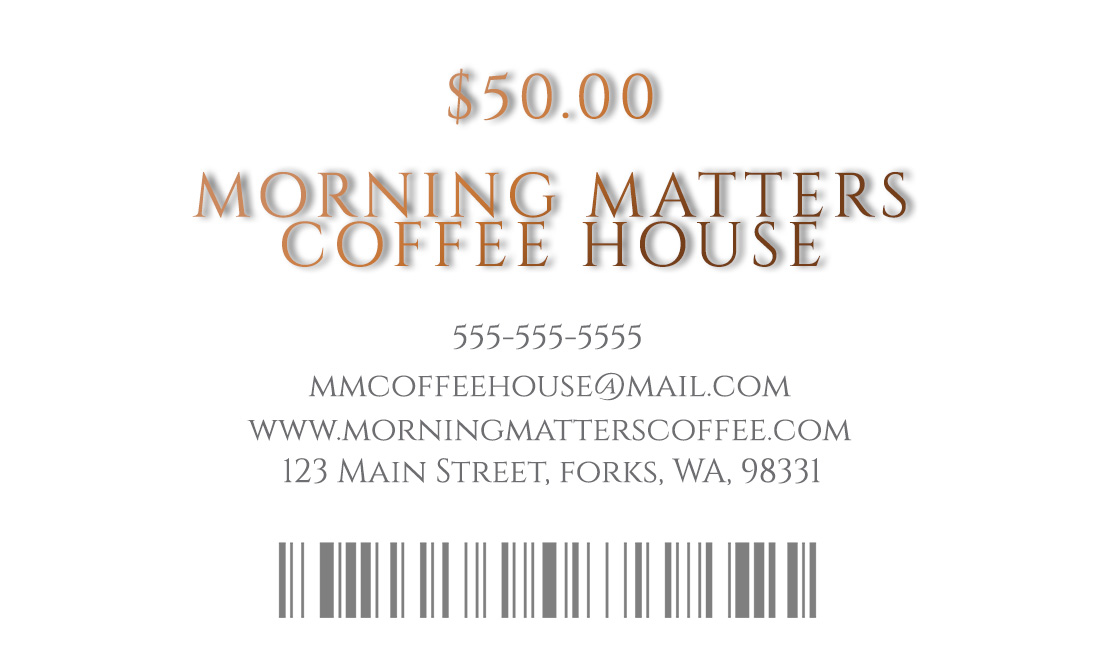 $50.00
MORNING MATTERS
COFFEE HOUSE
555-555-5555
MMCOFFEEHOUSE@MAIL.COM
WWW.MORNINGMATTERSCOFFEE.COM
123 Main Street, forks, WA, 98331